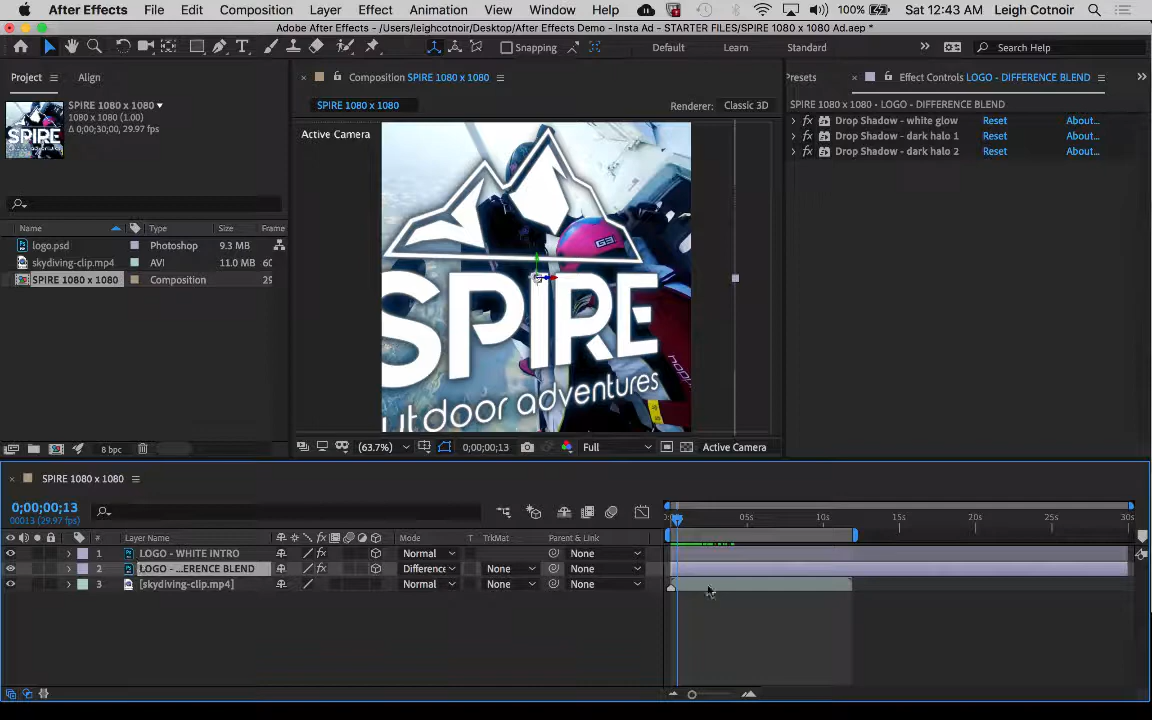 After Effects File Edit Composition Layer Effect Animation View Window Help 100% Sat 12:43 AM Leigh Cotnoir
Adobe After Effects - /Users/leighcotnoir/Desktop/After Effects Demo - Insta Ad - STARTER FILES/SPIRE 1080 x 1080 Ad.aep *
Snapping Default Learn Standard Search Help
Project Align Composition SPIRE 1080 x 1080 Presets Effect Controls LOGO - DIFFERENCE BLEND
SPIRE 1080 x 1080
1080 x 1080 (1.00)
Δ 0;00;30;00, 29.97 fps
SPIRE 1080 x 1080 Renderer: Classic 3D
SPIRE 1080 x 1080 • LOGO - DIFFERENCE BLEND
Drop Shadow - white glow Reset About...
Drop Shadow - dark halo 1 Reset About...
Drop Shadow - dark halo 2 Reset About...
Active Camera
G3
SPIRE
utdoor adventures
Name Type Size Frame
logo.psd Photoshop 9.3 MB
skydiving-clip.mp4 AVI 11.0 MB 60
SPIRE 1080 x 1080 Composition 29
8 bpc (63.7%) 0;00;00;13 Full Active Camera
SPIRE 1080 x 1080
0;00;00;13
00013 (29.97 fps)
05s 10s 15s 20s 25s 30s
# Layer Name Mode T TrkMat Parent & Link
1 LOGO - WHITE INTRO Normal None
2 LOGO - ...ERENCE BLEND Difference None None
3 [skydiving-clip.mp4] Normal None None